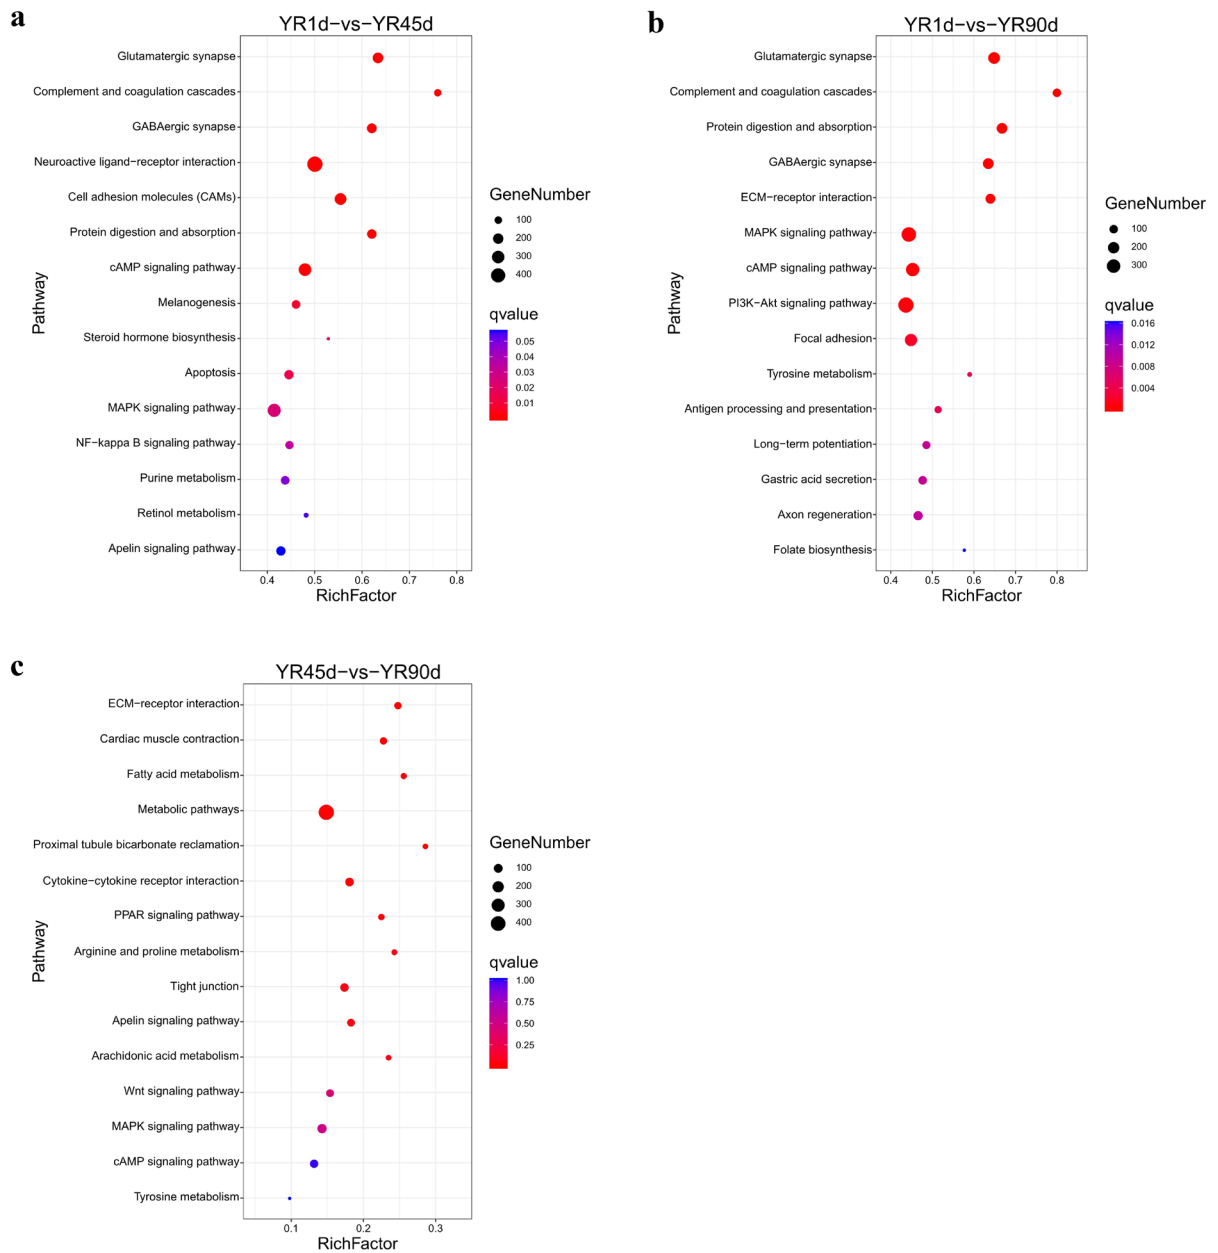 a
YR1d−vs−YR45d
Pathway
Glutamatergic synapse
Complement and coagulation cascades
GABAergic synapse
Neuroactive ligand−receptor interaction
Cell adhesion molecules (CAMs)
Protein digestion and absorption
cAMP signaling pathway
Melanogenesis
Steroid hormone biosynthesis
Apoptosis
MAPK signaling pathway
NF−kappa B signaling pathway
Purine metabolism
Retinol metabolism
Apelin signaling pathway
0.4 0.5 0.6 0.7 0.8
RichFactor
GeneNumber
100
200
300
400
qvalue
0.05
0.04
0.03
0.02
0.01
b
YR1d−vs−YR90d
Pathway
Glutamatergic synapse
Complement and coagulation cascades
Protein digestion and absorption
GABAergic synapse
ECM−receptor interaction
MAPK signaling pathway
cAMP signaling pathway
PI3K−Akt signaling pathway
Focal adhesion
Tyrosine metabolism
Antigen processing and presentation
Long−term potentiation
Gastric acid secretion
Axon regeneration
Folate biosynthesis
0.4 0.5 0.6 0.7 0.8
RichFactor
GeneNumber
100
200
300
qvalue
0.016
0.012
0.008
0.004
c
YR45d−vs−YR90d
Pathway
ECM−receptor interaction
Cardiac muscle contraction
Fatty acid metabolism
Metabolic pathways
Proximal tubule bicarbonate reclamation
Cytokine−cytokine receptor interaction
PPAR signaling pathway
Arginine and proline metabolism
Tight junction
Apelin signaling pathway
Arachidonic acid metabolism
Wnt signaling pathway
MAPK signaling pathway
cAMP signaling pathway
Tyrosine metabolism
0.1 0.2 0.3
RichFactor
GeneNumber
100
200
300
400
qvalue
1.00
0.75
0.50
0.25